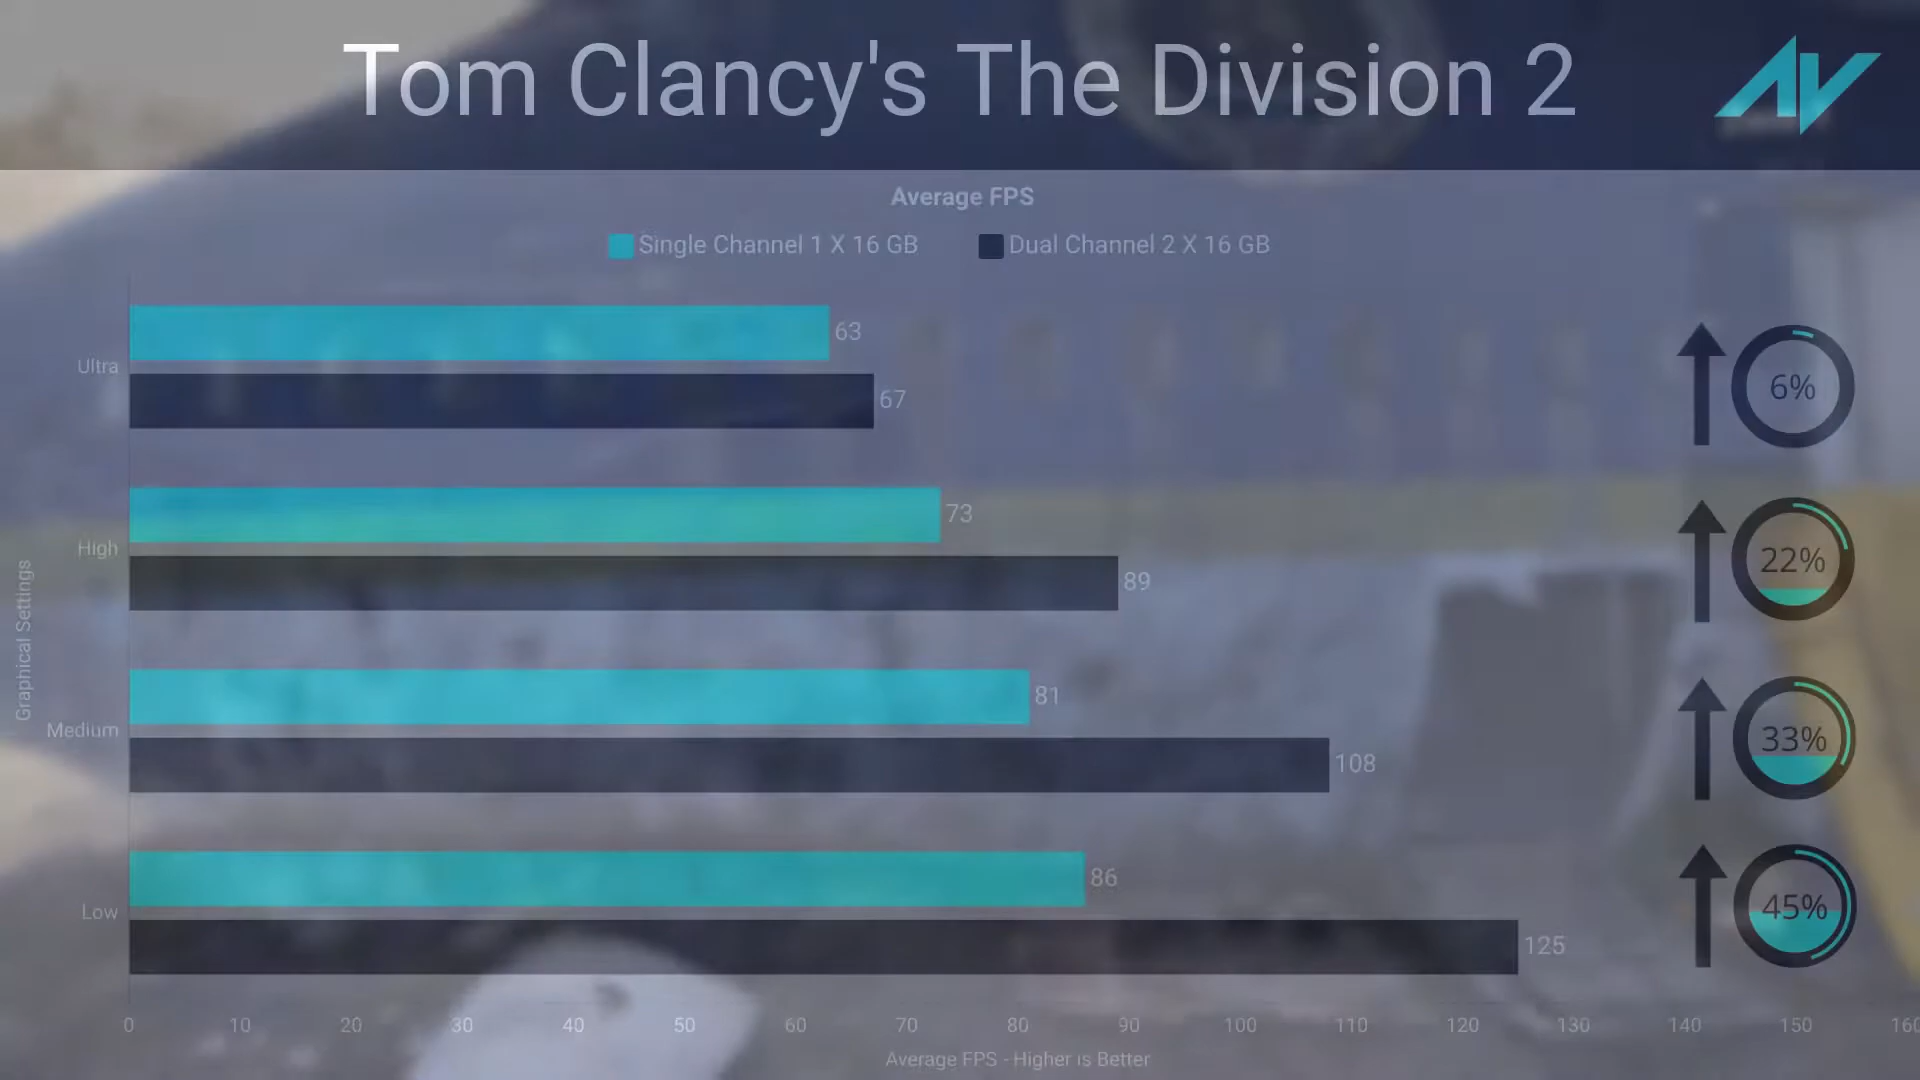 Tom Clancy's The Division 2
Average FPS
Single Channel 1 X 16 GB
Dual Channel 2 X 16 GB
Graphical Settings
Ultra
63
67
6%
High
73
89
22%
Medium
81
108
33%
Low
86
125
45%
0 10 20 30 40 50 60 70 80 90 100 110 120 130 140 150 160
Average FPS - Higher is Better